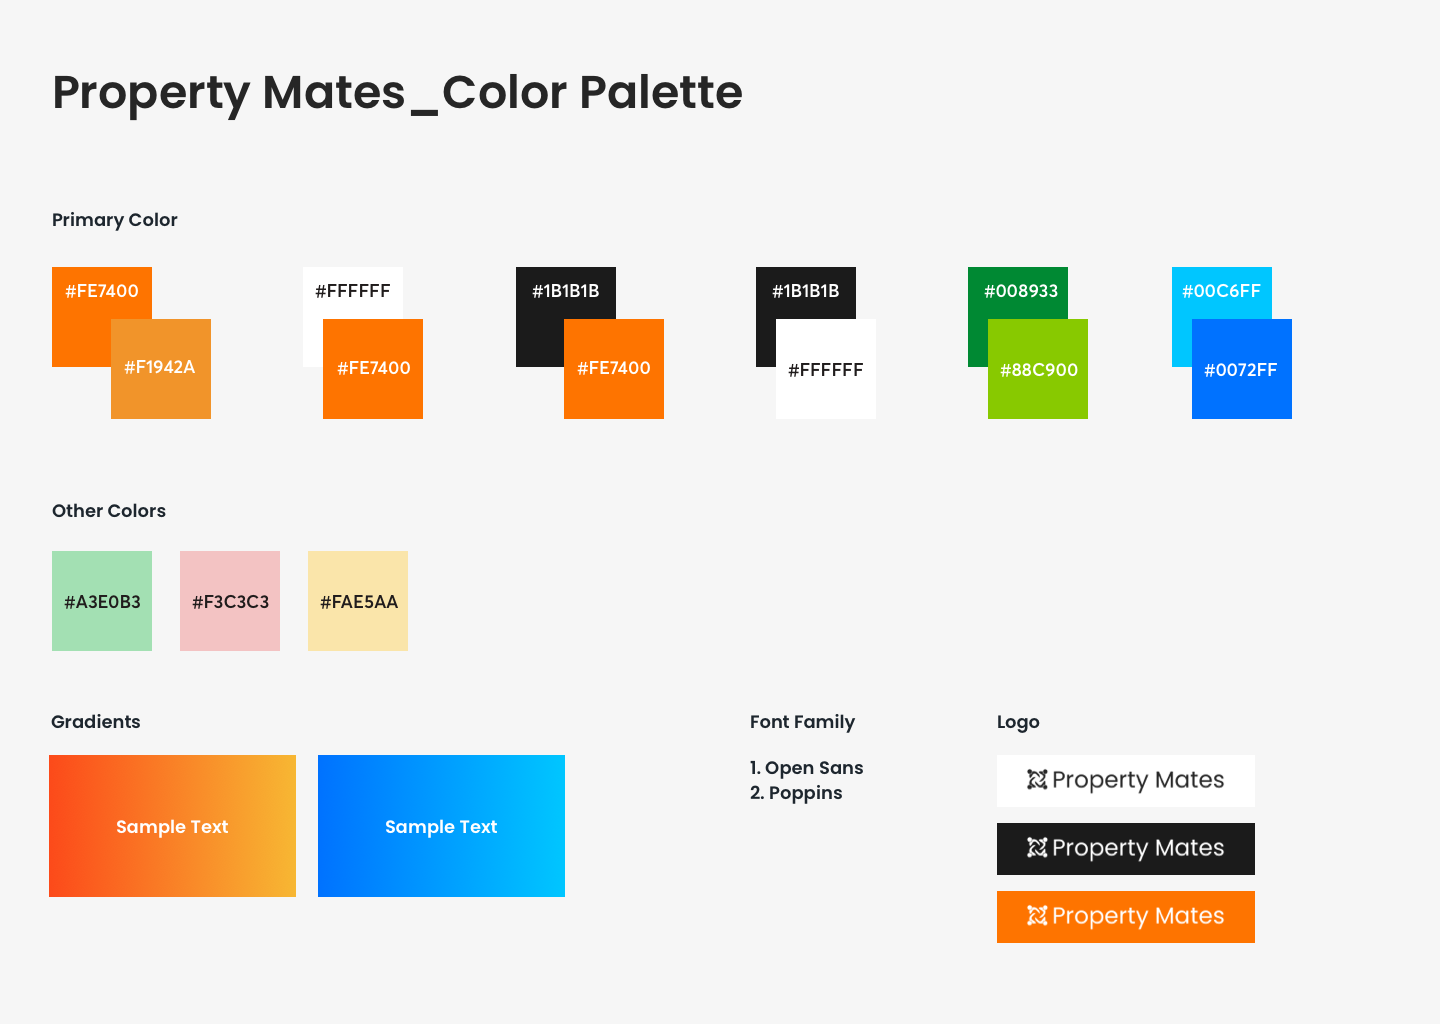 Property Mates_Color Palette
Primary Color
#FE7400
#F1942A
#FFFFFF
#FE7400
#1B1B1B
#FE7400
#1B1B1B
#FFFFFF
#008933
#88C900
#00C6FF
#0072FF
Other Colors
#A3E0B3
#F3C3C3
#FAE5AA
Gradients
Sample Text
Sample Text
Font Family
1. Open Sans
2. Poppins
Logo
Property Mates
Property Mates
Property Mates